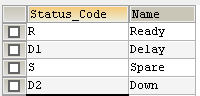 Status_Code Name
R Ready
D1 Delay
S Spare
D2 Down